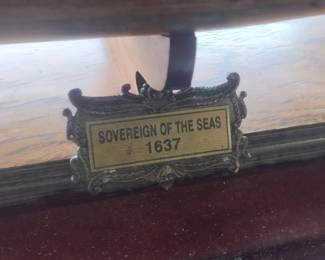 SOVEREIGN OF THE SEAS
1637